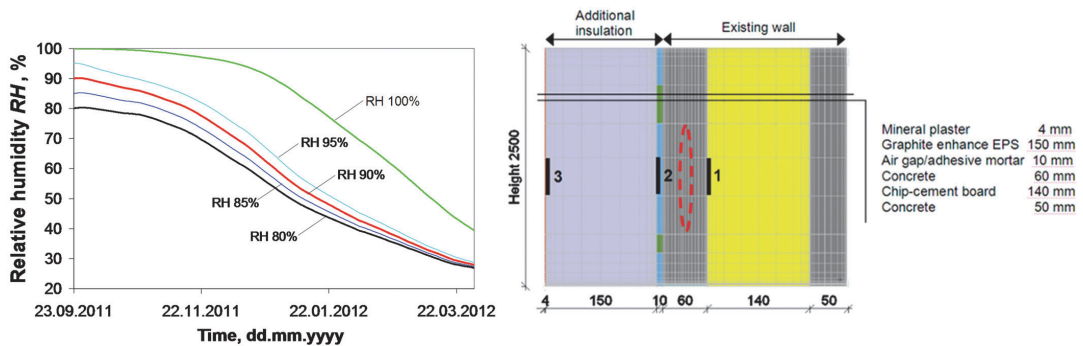 Relative humidity RH, %
100
90
80
70
60
50
40
30
20
RH 100%
RH 95%
RH 90%
RH 85%
RH 80%
23.09.2011 22.11.2011 22.01.2012 22.03.2012
Time, dd.mm.yyyy
Additional insulation
Existing wall
Height 2500
3 2 1
4 150 10 60 140 50
Mineral plaster 4 mm
Graphite enhance EPS 150 mm
Air gap/adhesive mortar 10 mm
Concrete 60 mm
Chip-cement board 140 mm
Concrete 50 mm